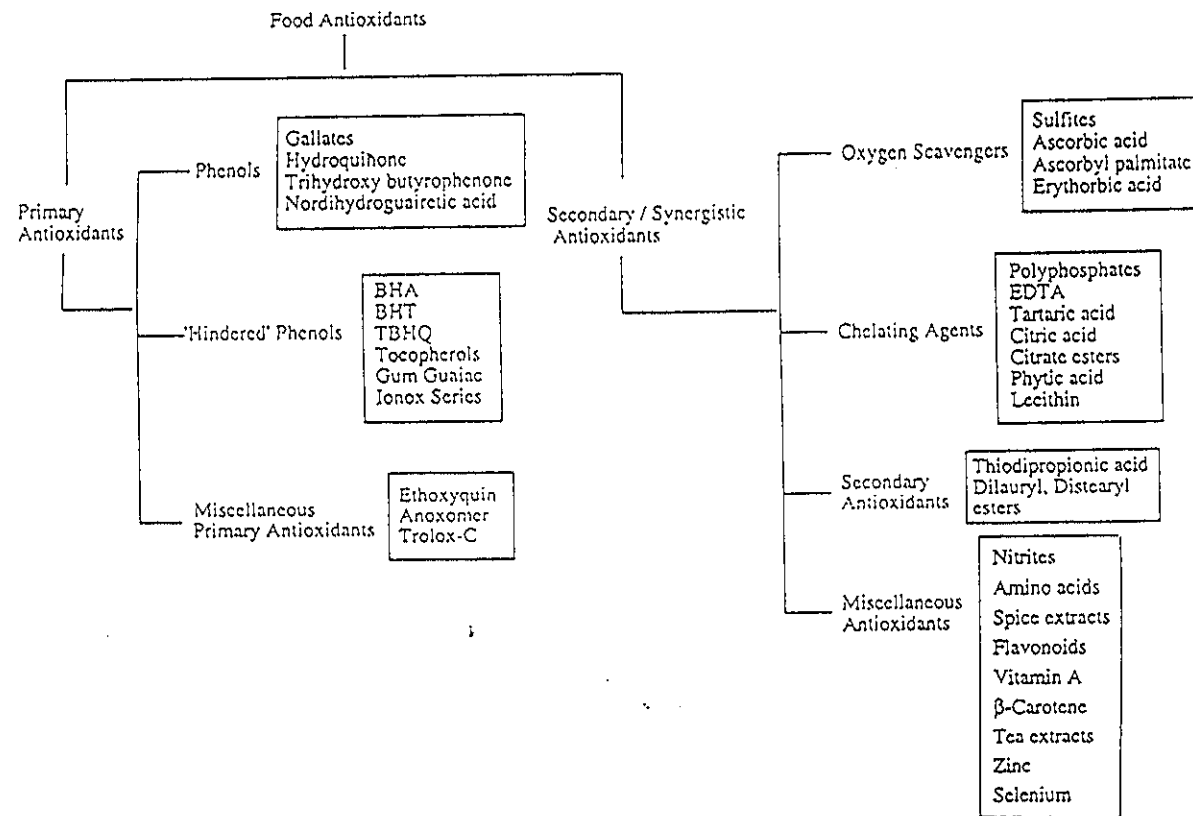 Food Antioxidants
Primary
Antioxidants
Phenols
Gallates
Hydroquinone
Trihydroxy butyrophenone
Nordihydroguairetic acid
'Hindered' Phenols
BHA
BHT
TBHQ
Tocopherols
Gum Guaiac
Ionox Series
Miscellaneous
Primary Antioxidants
Ethoxyquin
Anoxomer
Trolox-C
Secondary / Synergistic
Antioxidants
Oxygen Scavengers
Sulfites
Ascorbic acid
Ascorbyl palmitate
Erythorbic acid
Chelating Agents
Polyphosphates
EDTA
Tartaric acid
Citric acid
Citrate esters
Phytic acid
Lecithin
Secondary
Antioxidants
Thiodipropionic acid
Dilauryl, Distearyl
esters
Miscellaneous
Antioxidants
Nitrites
Amino acids
Spice extracts
Flavonoids
Vitamin A
β-Carotene
Tea extracts
Zinc
Selenium